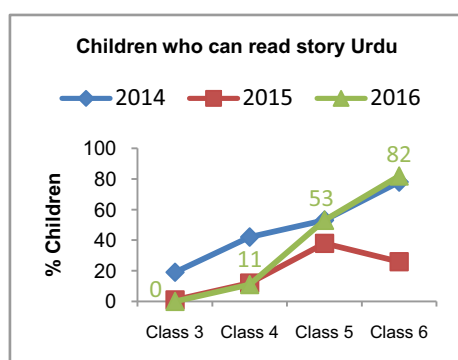 Children who can read story Urdu
2014 2015 2016
% Children
100
80
60
40
20
0
0
11
53
82
Class 3 Class 4 Class 5 Class 6